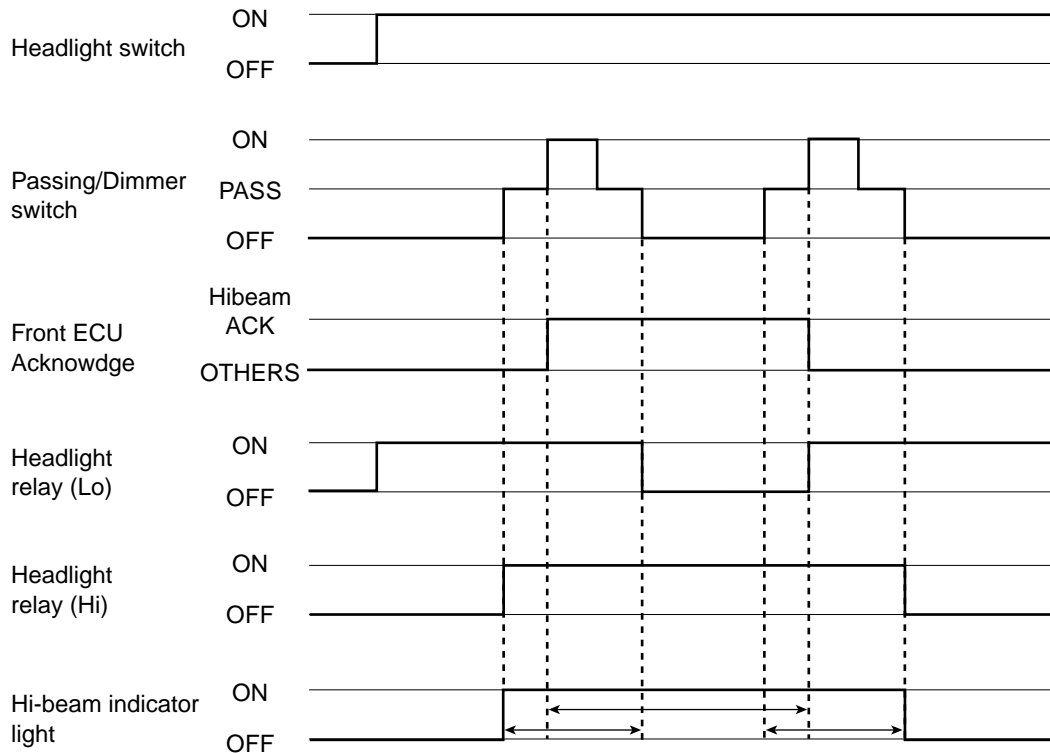 ON
Headlight switch
OFF
ON
Passing/Dimmer
switch
PASS
OFF
Hibeam
ACK
Front ECU
Acknowdge
OTHERS
ON
Headlight
relay (Lo)
OFF
ON
Headlight
relay (Hi)
OFF
ON
Hi-beam indicator
light
OFF